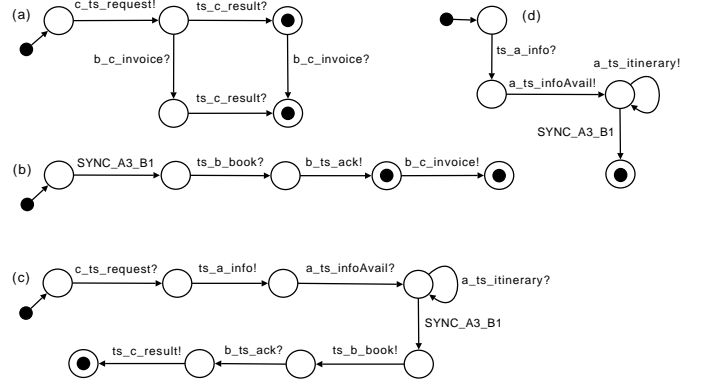 (a)
c_ts_request!
ts_c_result?
b_c_invoice?
b_c_invoice?
ts_c_result?
(d)
ts_a_info?
a_ts_infoAvail!
a_ts_itinerary!
SYNC_A3_B1
(b)
SYNC_A3_B1
ts_b_book?
b_ts_ack!
b_c_invoice!
(c)
c_ts_request?
ts_a_info!
a_ts_infoAvail?
a_ts_itinerary?
SYNC_A3_B1
ts_c_result!
b_ts_ack?
ts_b_book!